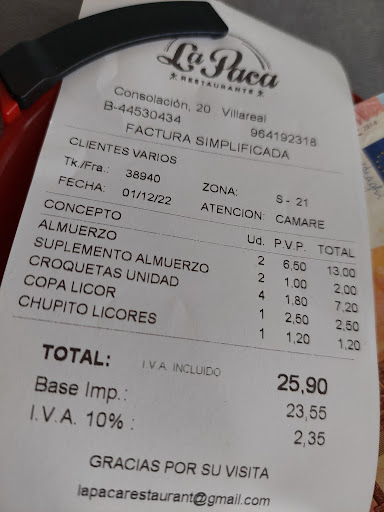 La Paca
RESTAURANTE
Consolación, 20 Villareal
B-44530434 964192318
FACTURA SIMPLIFICADA
CLIENTES VARIOS
Tk./Fra.: 38940 ZONA: S - 21
FECHA: 01/12/22 ATENCION: CAMARE
CONCEPTO Ud. P.V.P. TOTAL
ALMUERZO 2 6,50 13,00
SUPLEMENTO ALMUERZO 2 1,00 2,00
CROQUETAS UNIDAD 4 1,80 7,20
COPA LICOR 1 2,50 2,50
CHUPITO LICORES 1 1,20 1,20
TOTAL: I.V.A. INCLUIDO 25,90
Base Imp.: 23,55
I.V.A. 10% : 2,35
GRACIAS POR SU VISITA
lapacarestaurant@gmail.com